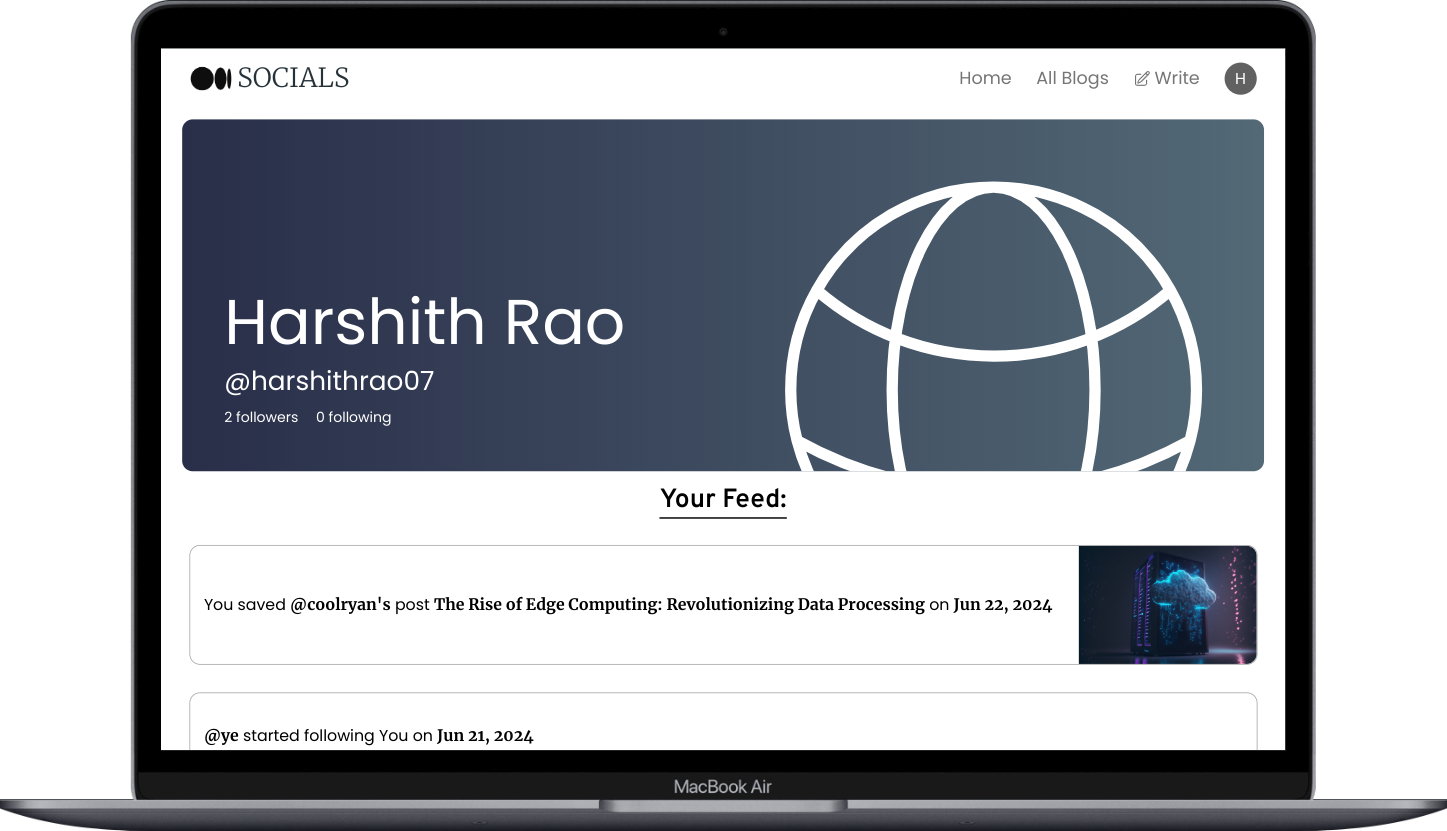 SOCIALS
Home All Blogs Write H
Harshith Rao
@harshithrao07
2 followers 0 following
Your Feed:
You saved @coolryan's post The Rise of Edge Computing: Revolutionizing Data Processing on Jun 22, 2024
@ye started following You on Jun 21, 2024
MacBook Air